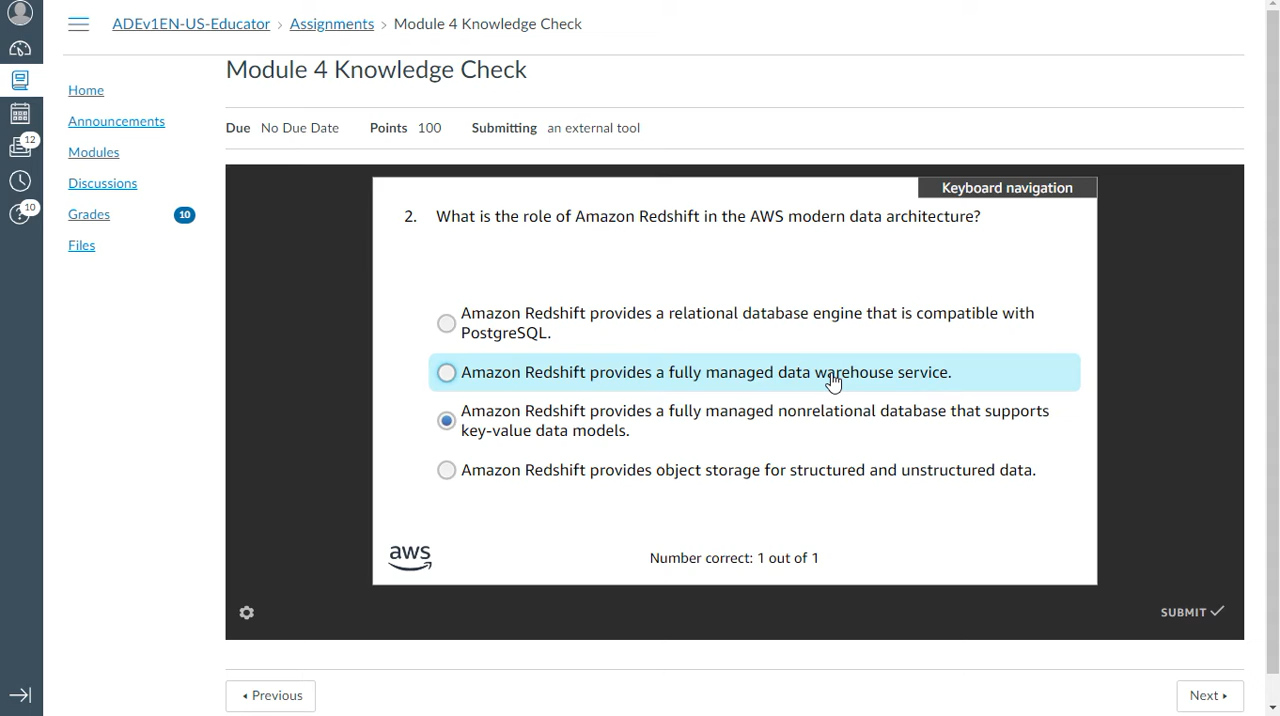 ADEv1EN-US-Educator › Assignments › Module 4 Knowledge Check
Module 4 Knowledge Check
Home
Announcements
Modules
Discussions
Grades 10
Files
12
10
Due No Due Date Points 100 Submitting an external tool
Keyboard navigation
2. What is the role of Amazon Redshift in the AWS modern data architecture?
Amazon Redshift provides a relational database engine that is compatible with
PostgreSQL.
Amazon Redshift provides a fully managed data warehouse service.
Amazon Redshift provides a fully managed nonrelational database that supports
key-value data models.
Amazon Redshift provides object storage for structured and unstructured data.
aws
Number correct: 1 out of 1
SUBMIT
Previous
Next